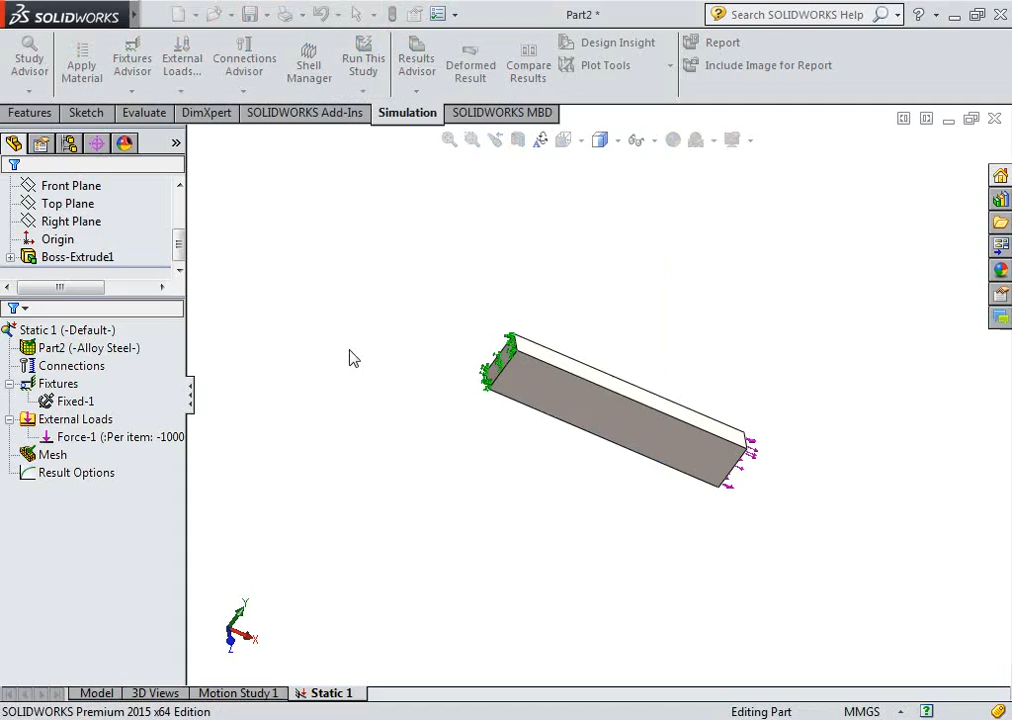 SOLIDWORKS
Part2 *
Search SOLIDWORKS Help
Study Advisor
Apply Material
Fixtures Advisor
External Loads...
Connections Advisor
Shell Manager
Run This Study
Results Advisor
Deformed Result
Compare Results
Design Insight
Plot Tools
Report
Include Image for Report
Features
Sketch
Evaluate
DimXpert
SOLIDWORKS Add-Ins
Simulation
SOLIDWORKS MBD
Front Plane
Top Plane
Right Plane
Origin
Boss-Extrude1
Static 1 (-Default-)
Part2 (-Alloy Steel-)
Connections
Fixtures
Fixed-1
External Loads
Force-1 (:Per item: -1000
Mesh
Result Options
Y
X
Z
Model
3D Views
Motion Study 1
Static 1
SOLIDWORKS Premium 2015 x64 Edition
Editing Part
MMGS